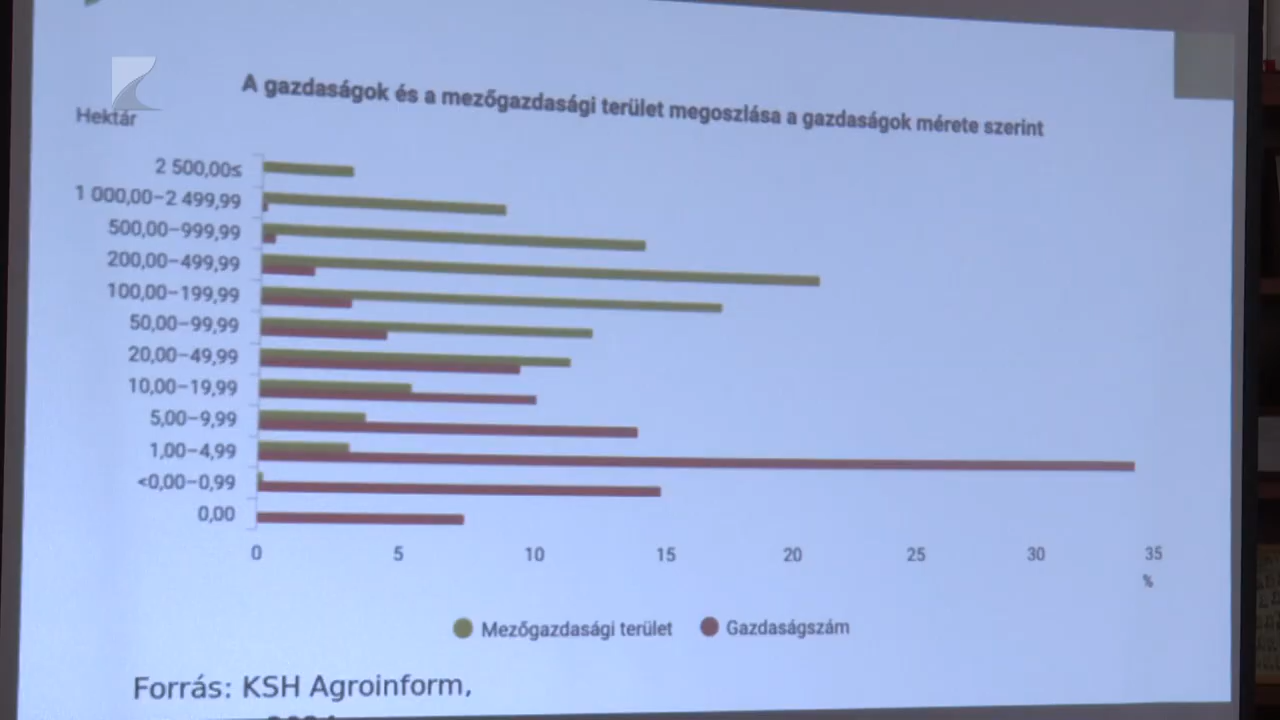 A gazdaságok és a mezőgazdasági terület megoszlása a gazdaságok mérete szerint
Hektár
2 500,00≤
1 000,00–2 499,99
500,00–999,99
200,00–499,99
100,00–199,99
50,00–99,99
20,00–49,99
10,00–19,99
5,00–9,99
1,00–4,99
<0,00–0,99
0,00
0 5 10 15 20 25 30 35
%
Mezőgazdasági terület Gazdaságszám
Forrás: KSH Agroinform,